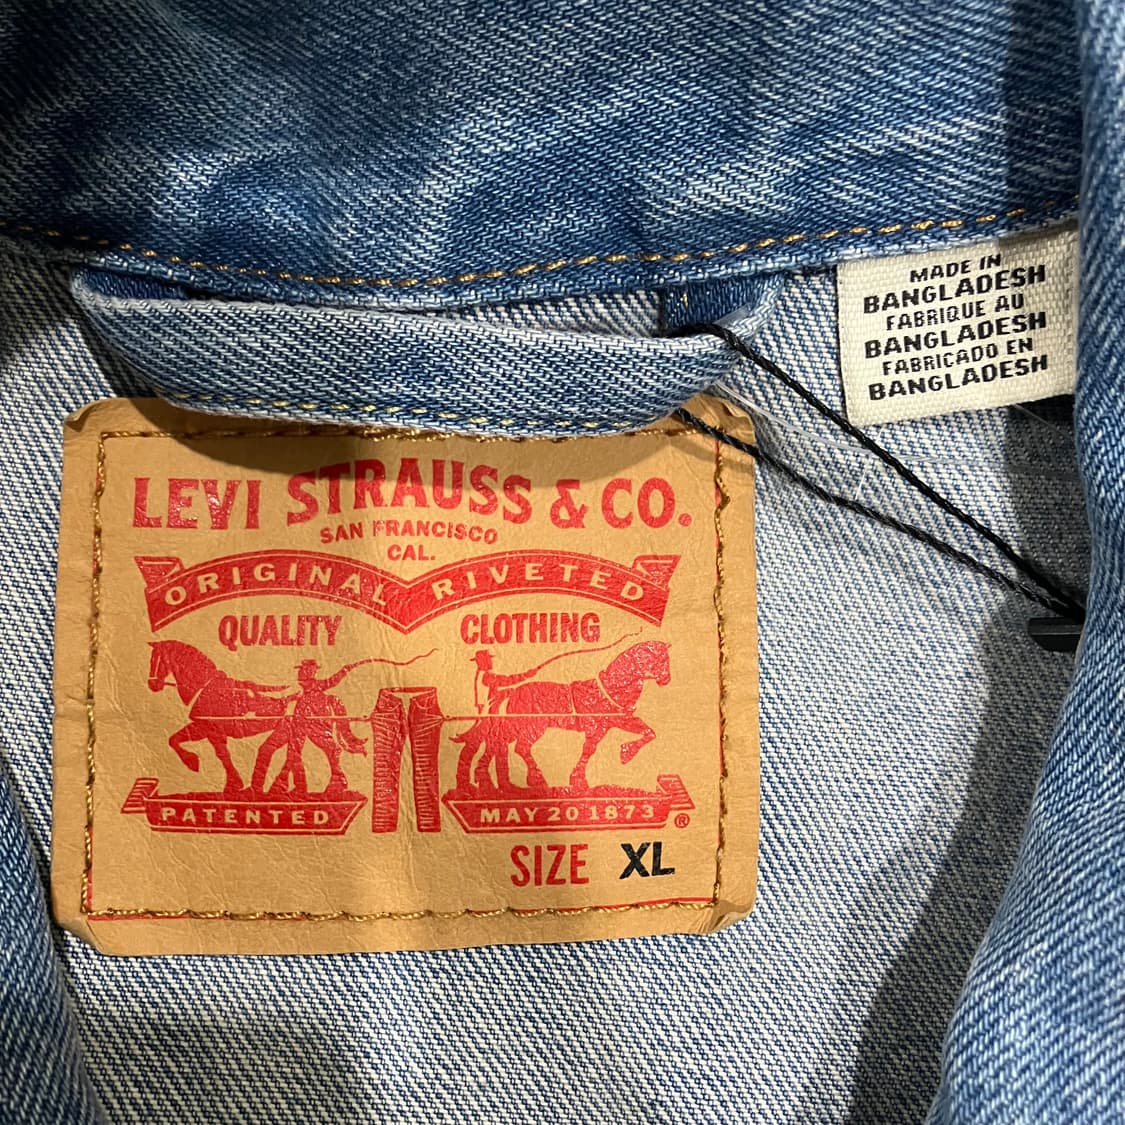 MADE IN
BANGLADESH
FABRIQUE AU
BANGLADESH
FABRICADO EN
BANGLADESH
LEVI STRAUSS & CO.
SAN FRANCISCO
CAL.
ORIGINAL RIVETED
QUALITY CLOTHING
PATENTED MAY 20 1873 ®
SIZE XL